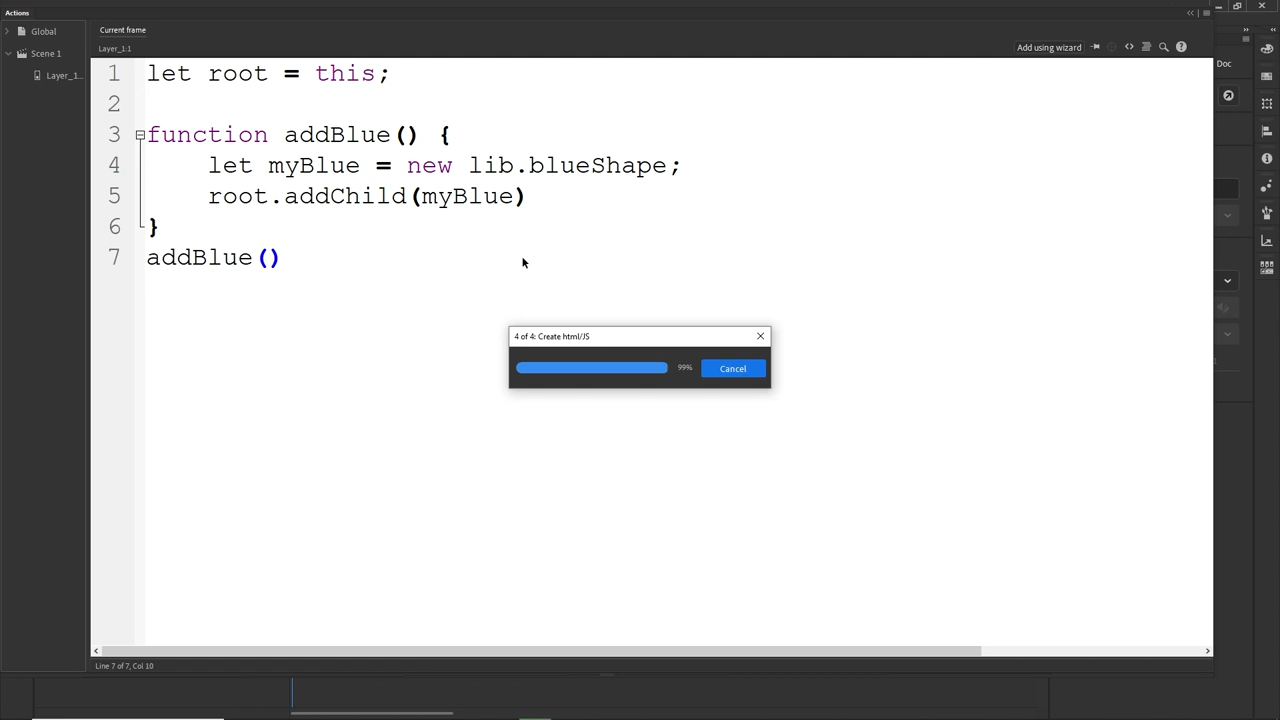 Actions
Global
Scene 1
Layer_1...
Current frame
Layer_1:1
Add using wizard
Doc
1 let root = this;
2
3 function addBlue() {
4 let myBlue = new lib.blueShape;
5 root.addChild(myBlue)
6 }
7 addBlue()
4 of 4: Create html/JS
99%
Cancel
Line 7 of 7, Col 10